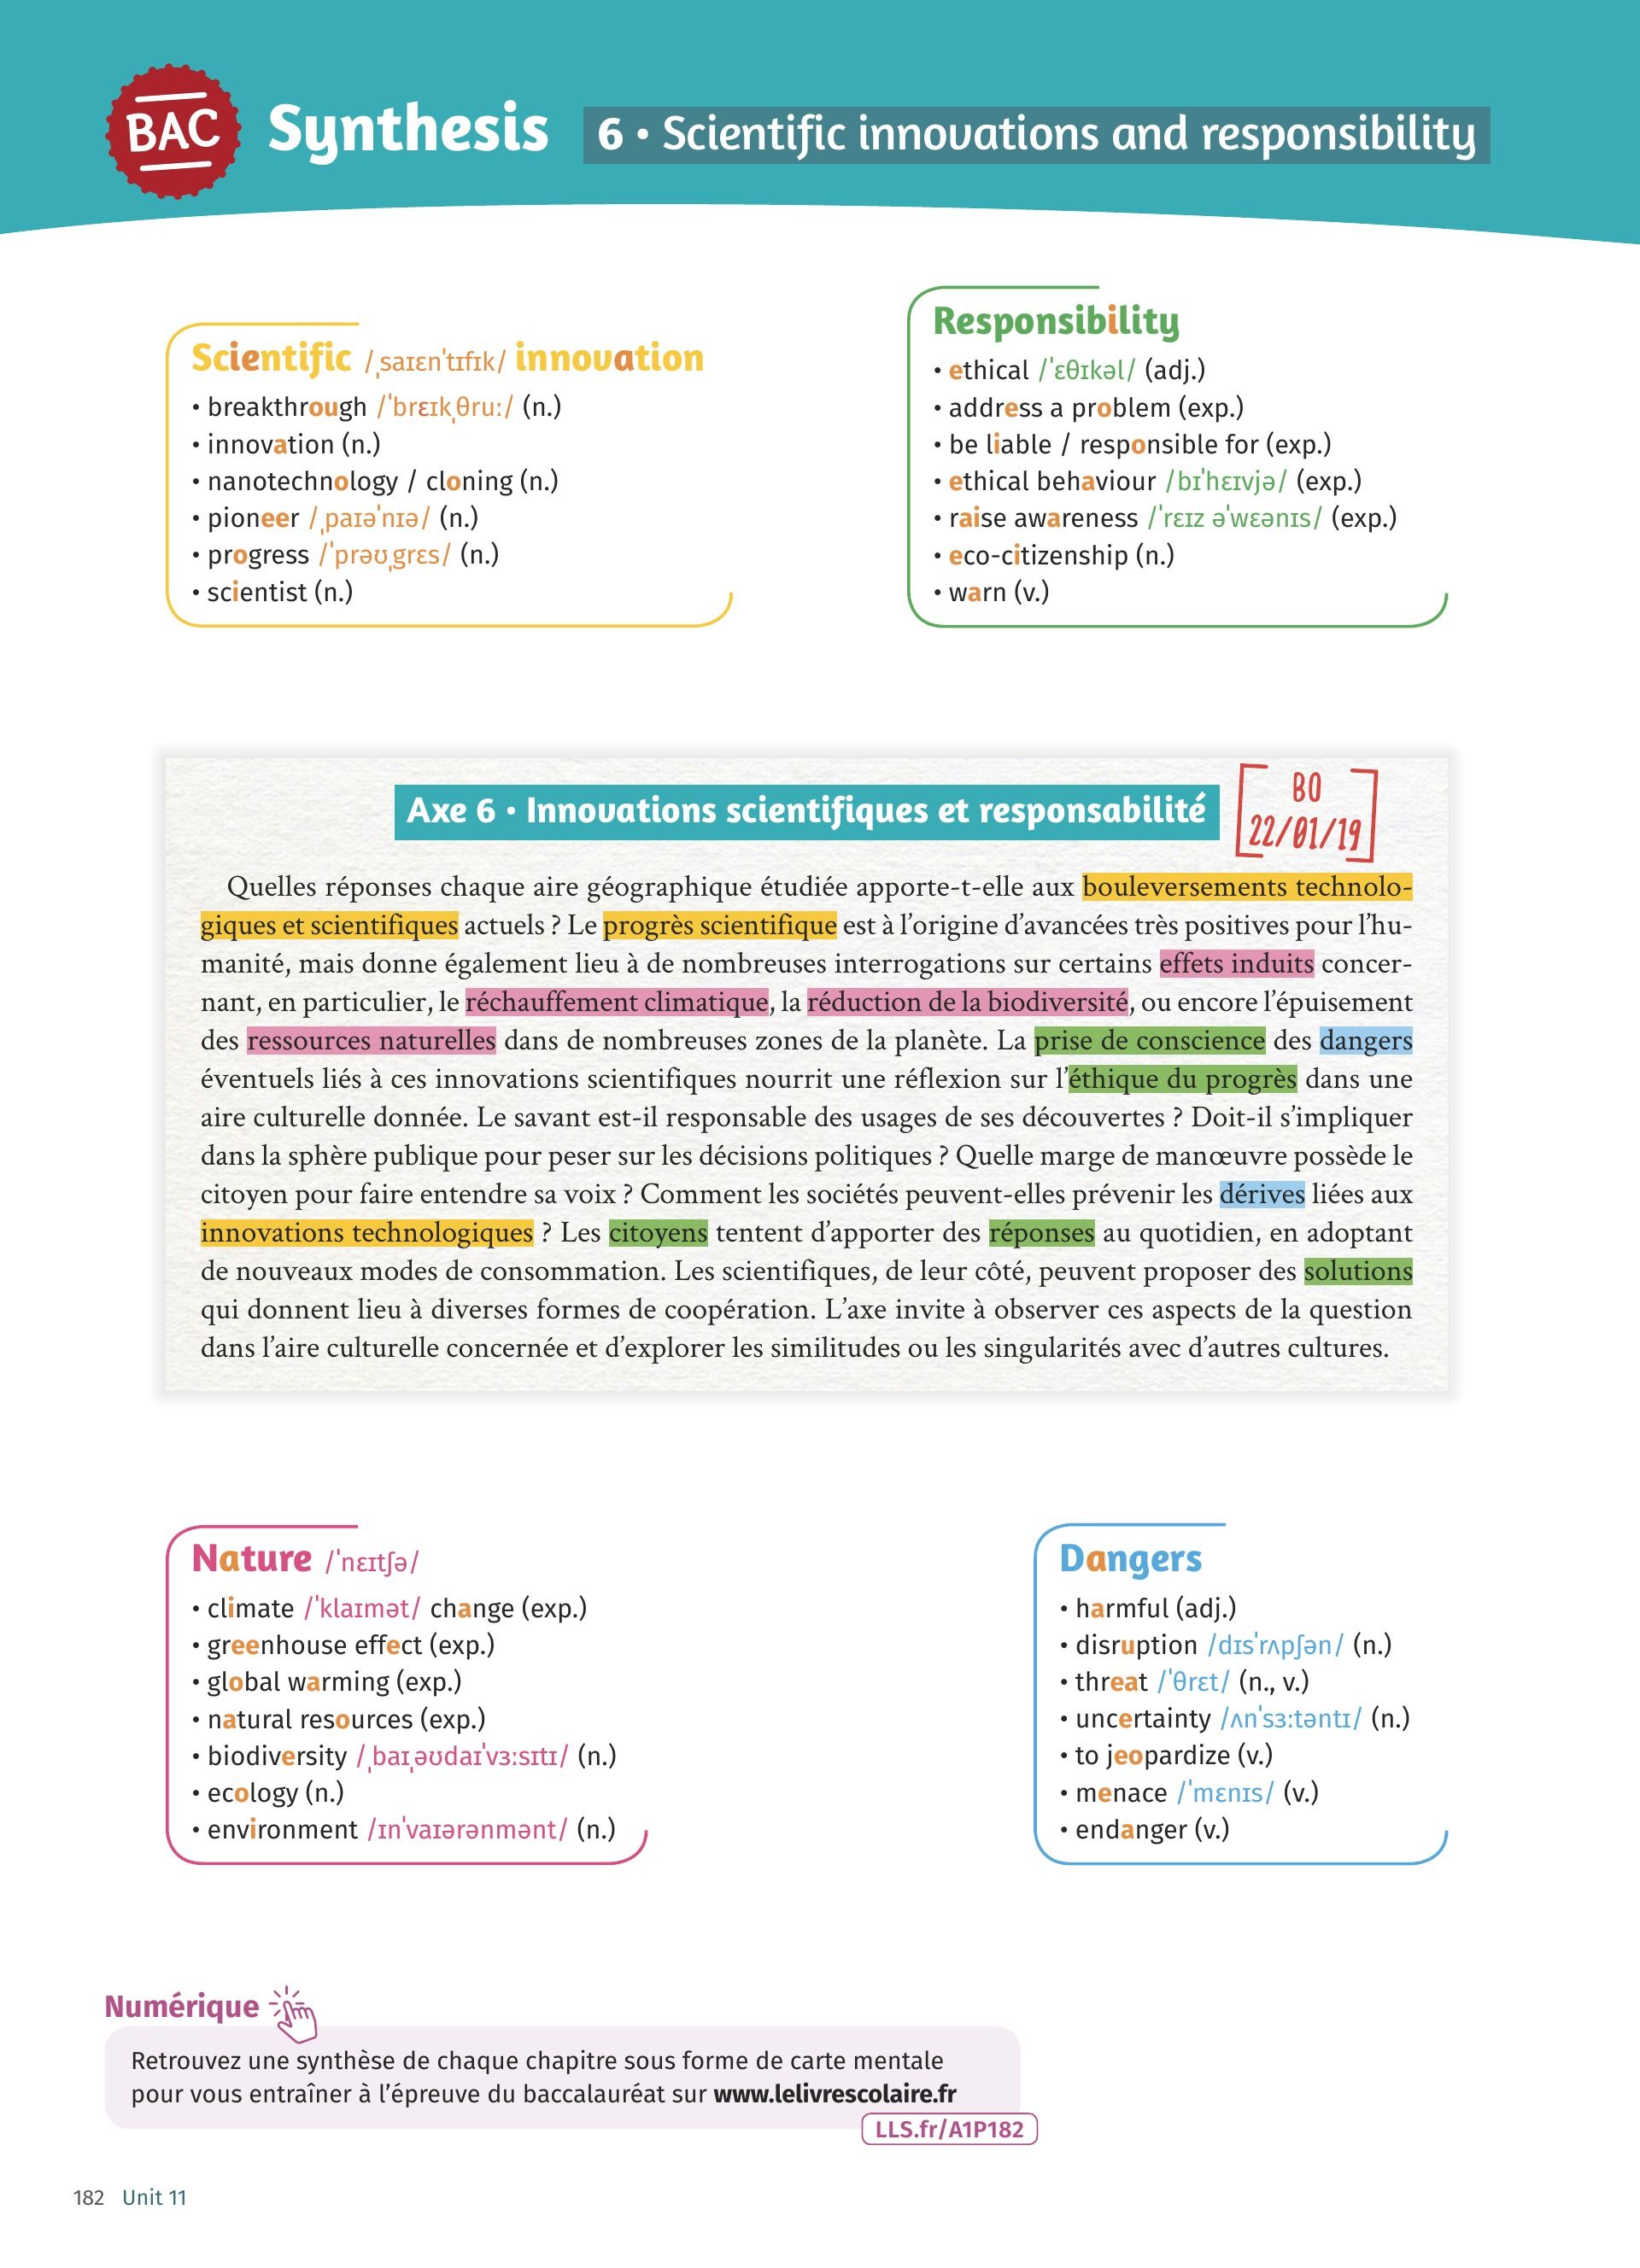 BAC
Synthesis 6 • Scientific innovations and responsibility
Scientific /ˌsaɪɛnˈtɪfɪk/ innovation
• breakthrough /ˈbrɛɪkˌθruː/ (n.)
• innovation (n.)
• nanotechnology / cloning (n.)
• pioneer /ˌpaɪəˈnɪə/ (n.)
• progress /ˈprəʊˌgrɛs/ (n.)
• scientist (n.)
Responsibility
• ethical /ˈɛθɪkəl/ (adj.)
• address a problem (exp.)
• be liable / responsible for (exp.)
• ethical behaviour /bɪˈhɛɪvjə/ (exp.)
• raise awareness /ˈrɛɪz əˈwɛənɪs/ (exp.)
• eco-citizenship (n.)
• warn (v.)
Axe 6 • Innovations scientifiques et responsabilité
BO
22/01/19
Quelles réponses chaque aire géographique étudiée apporte-t-elle aux bouleversements technolo-
giques et scientifiques actuels ? Le progrès scientifique est à l’origine d’avancées très positives pour l’hu-
manité, mais donne également lieu à de nombreuses interrogations sur certains effets induits concer-
nant, en particulier, le réchauffement climatique, la réduction de la biodiversité, ou encore l’épuisement
des ressources naturelles dans de nombreuses zones de la planète. La prise de conscience des dangers
éventuels liés à ces innovations scientifiques nourrit une réflexion sur l’éthique du progrès dans une
aire culturelle donnée. Le savant est-il responsable des usages de ses découvertes ? Doit-il s’impliquer
dans la sphère publique pour peser sur les décisions politiques ? Quelle marge de manœuvre possède le
citoyen pour faire entendre sa voix ? Comment les sociétés peuvent-elles prévenir les dérives liées aux
innovations technologiques ? Les citoyens tentent d’apporter des réponses au quotidien, en adoptant
de nouveaux modes de consommation. Les scientifiques, de leur côté, peuvent proposer des solutions
qui donnent lieu à diverses formes de coopération. L’axe invite à observer ces aspects de la question
dans l’aire culturelle concernée et d’explorer les similitudes ou les singularités avec d’autres cultures.
Nature /ˈnɛɪtʃə/
• climate /ˈklaɪmət/ change (exp.)
• greenhouse effect (exp.)
• global warming (exp.)
• natural resources (exp.)
• biodiversity /ˌbaɪˌəʊdaɪˈvɜːsɪtɪ/ (n.)
• ecology (n.)
• environment /ɪnˈvaɪərənmənt/ (n.)
Dangers
• harmful (adj.)
• disruption /dɪsˈrʌpʃən/ (n.)
• threat /ˈθrɛt/ (n., v.)
• uncertainty /ʌnˈsɜːtəntɪ/ (n.)
• to jeopardize (v.)
• menace /ˈmɛnɪs/ (v.)
• endanger (v.)
Numérique
Retrouvez une synthèse de chaque chapitre sous forme de carte mentale
pour vous entraîner à l’épreuve du baccalauréat sur www.lelivrescolaire.fr
LLS.fr/A1P182
182 Unit 11